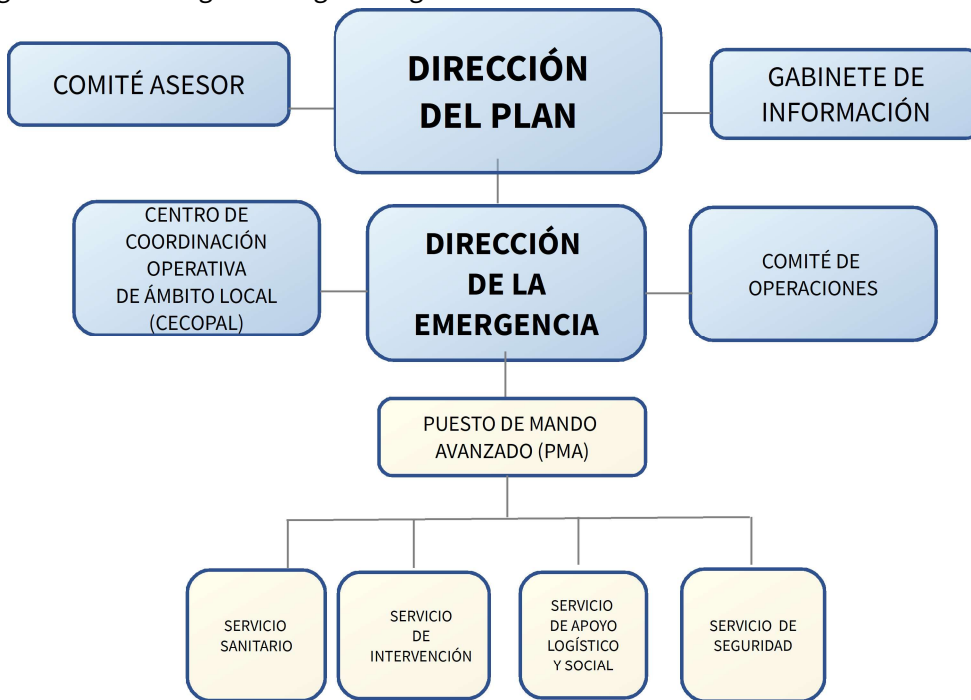 COMITÉ ASESOR
DIRECCIÓN
DEL PLAN
GABINETE DE
INFORMACIÓN
CENTRO DE
COORDINACIÓN
OPERATIVA
DE ÁMBITO LOCAL
(CECOPAL)
DIRECCIÓN
DE LA
EMERGENCIA
COMITÉ DE
OPERACIONES
PUESTO DE MANDO
AVANZADO (PMA)
SERVICIO
SANITARIO
SERVICIO
DE
INTERVENCIÓN
SERVICIO
DE APOYO
LOGÍSTICO
Y SOCIAL
SERVICIO DE
SEGURIDAD